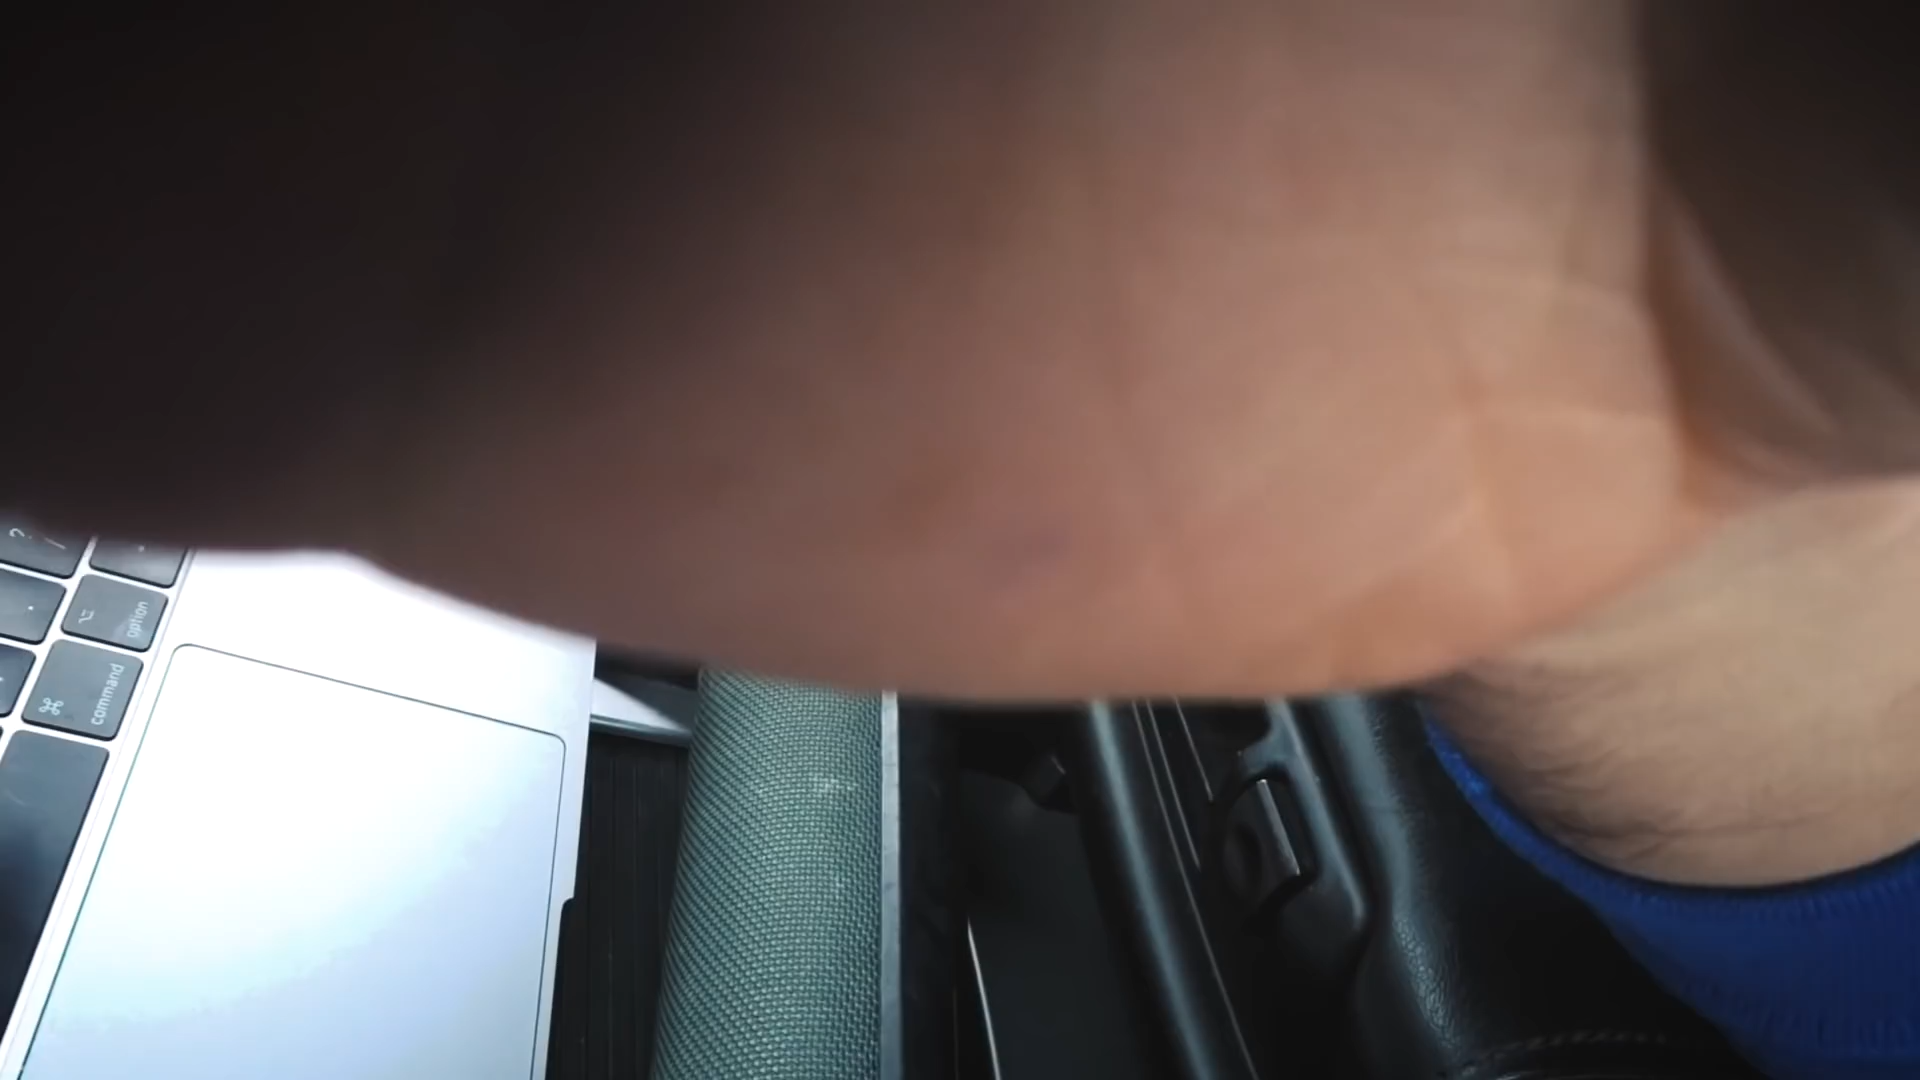 ?
/
.
⌥ option
⌘ command